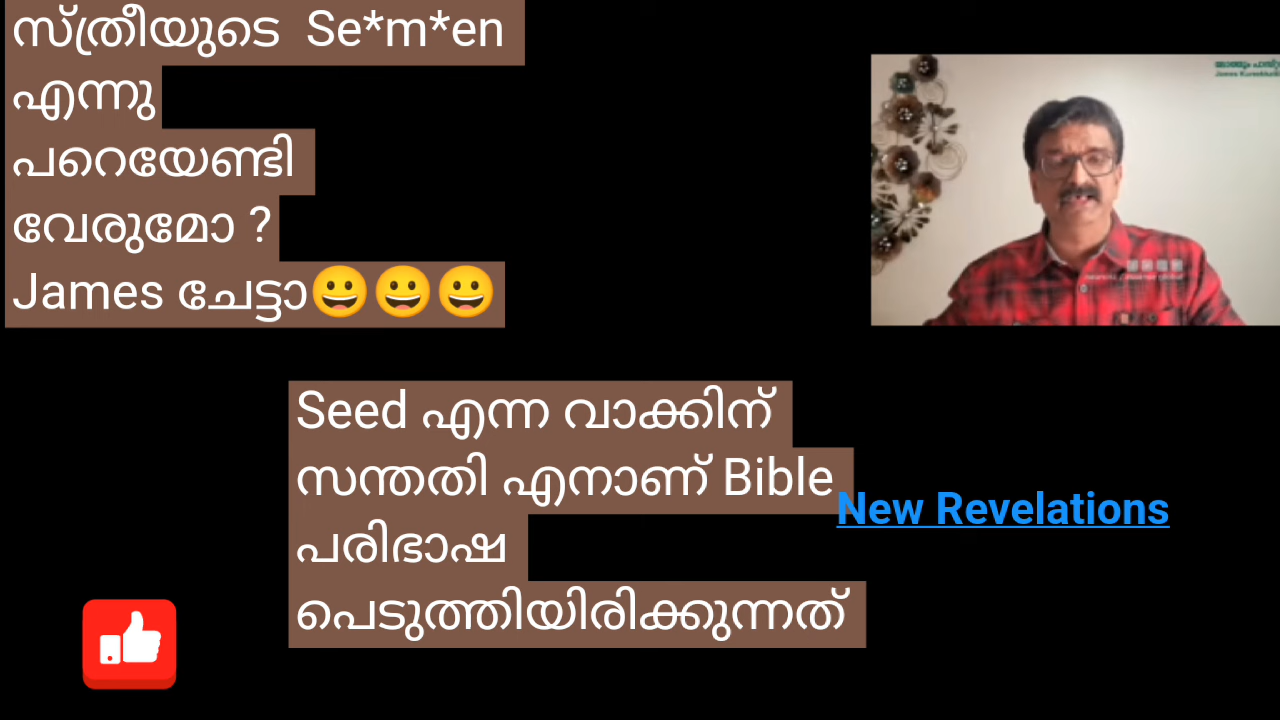 സ്ത്രീയുടെ Se*m*en
എന്നു
പറെയേണ്ടി
വേരുമോ ?
James ചേട്ടാ😀😀😀
Seed എന്ന വാക്കിന്
സന്തതി എനാണ് Bible
പരിഭാഷ
പെടുത്തിയിരിക്കുന്നത്
New Revelations